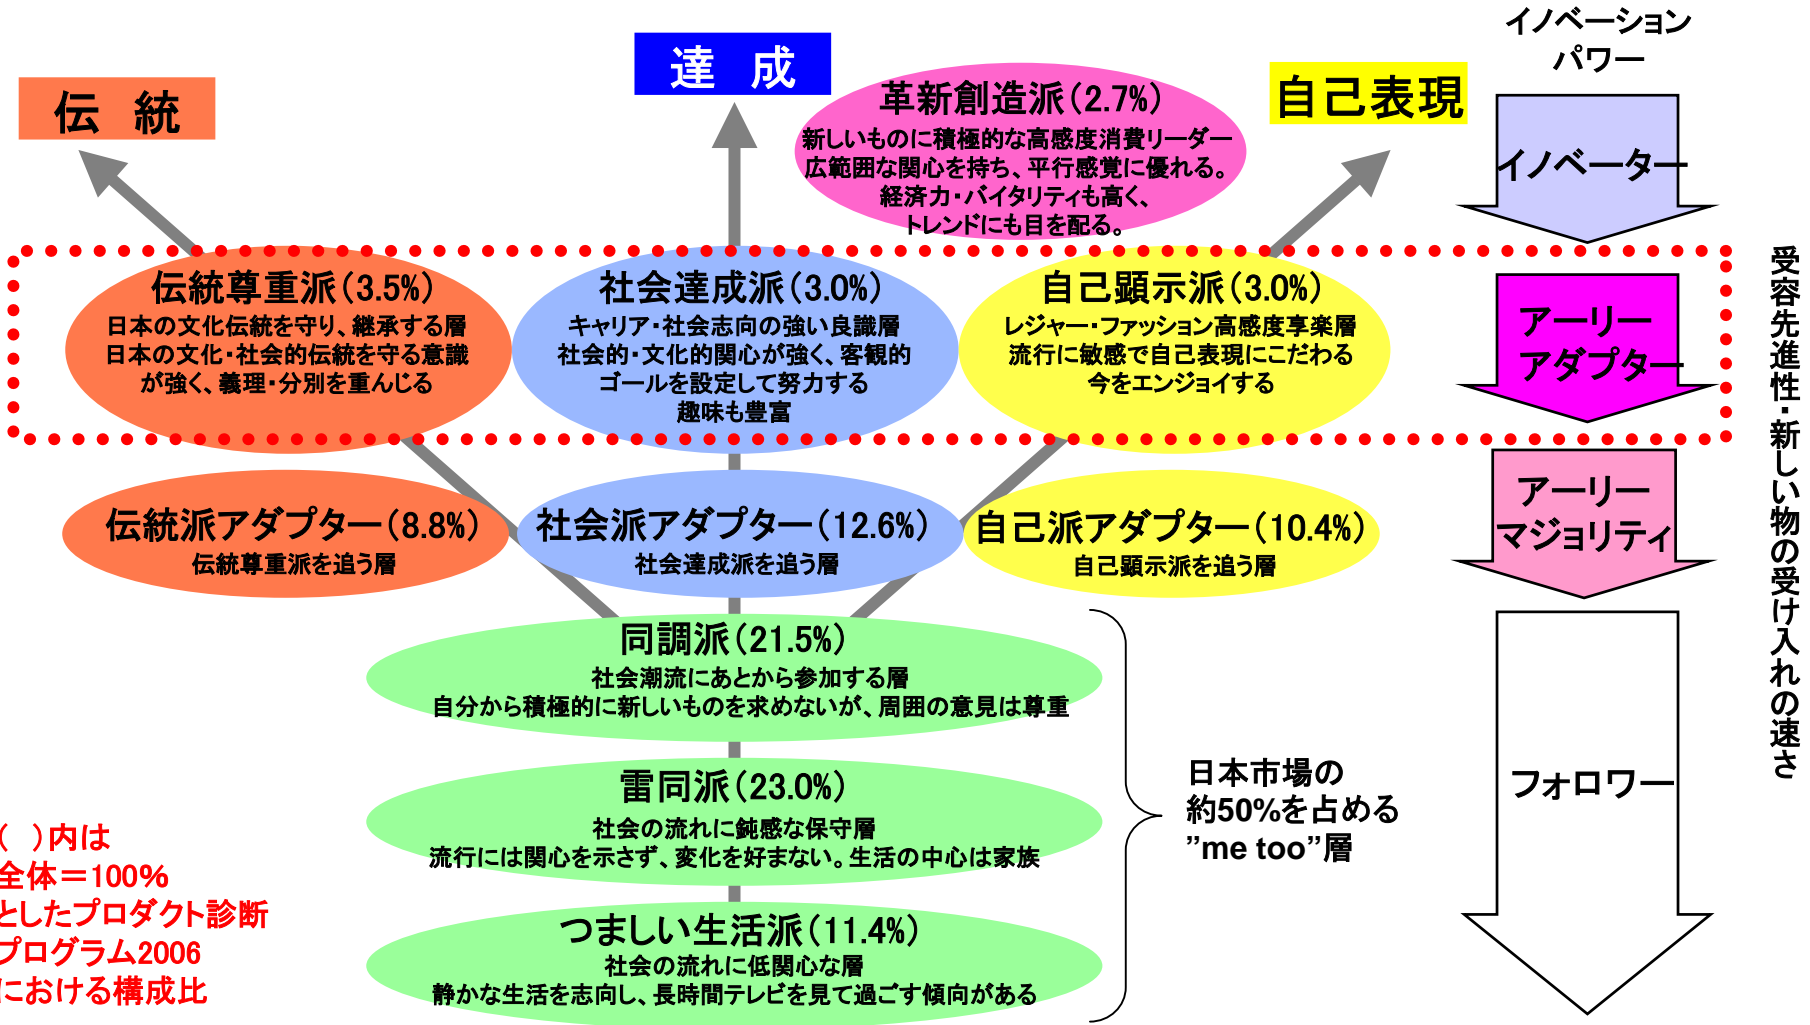 イノベーション
パワー
伝 統
達 成
自己表現
革新創造派(2.7%)
新しいものに積極的な高感度消費リーダー
広範囲な関心を持ち、平行感覚に優れる。
経済力・バイタリティも高く、
トレンドにも目を配る。
イノベーター
伝統尊重派(3.5%)
日本の文化伝統を守り、継承する層
日本の文化・社会的伝統を守る意識
が強く、義理・分別を重んじる
社会達成派(3.0%)
キャリア・社会志向の強い良識層
社会的・文化的関心が強く、客観的
ゴールを設定して努力する
趣味も豊富
自己顕示派(3.0%)
レジャー・ファッション高感度享楽層
流行に敏感で自己表現にこだわる
今をエンジョイする
アーリー
アダプター
受容先進性・新しい物の受け入れの速さ
伝統派アダプター(8.8%)
伝統尊重派を追う層
社会派アダプター(12.6%)
社会達成派を追う層
自己派アダプター(10.4%)
自己顕示派を追う層
アーリー
マジョリティ
同調派(21.5%)
社会潮流にあとから参加する層
自分から積極的に新しいものを求めないが、周囲の意見は尊重
雷同派(23.0%)
社会の流れに鈍感な保守層
流行には関心を示さず、変化を好まない。生活の中心は家族
つましい生活派(11.4%)
社会の流れに低関心な層
静かな生活を志向し、長時間テレビを見て過ごす傾向がある
日本市場の
約50%を占める
”me too”層
フォロワー
( )内は
全体=100%
としたプロダクト診断
プログラム2006
における構成比